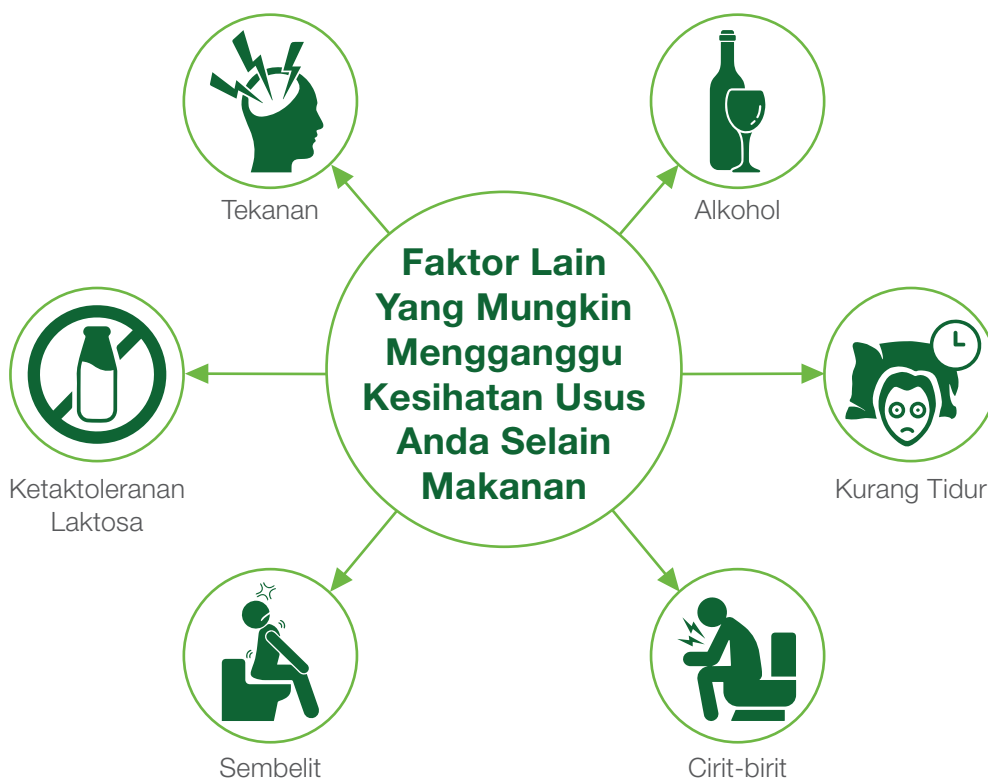 Tekanan
Alkohol
Faktor Lain
Yang Mungkin
Mengganggu
Kesihatan Usus
Anda Selain
Makanan
Ketaktoleranan
Laktosa
Kurang Tidur
Sembelit
Cirit-birit